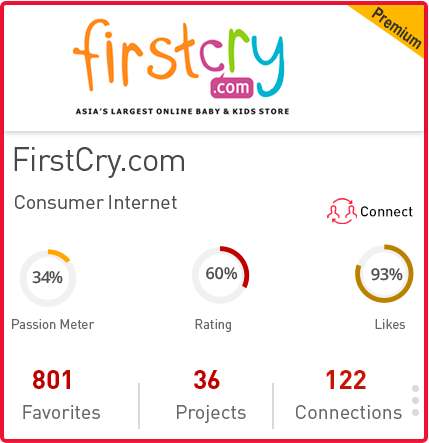 Premium
firstcry
.com
ASIA'S LARGEST ONLINE BABY & KIDS STORE
FirstCry.com
Consumer Internet
Connect
34% 60% 93%
Passion Meter Rating Likes
801 36 122
Favorites Projects Connections